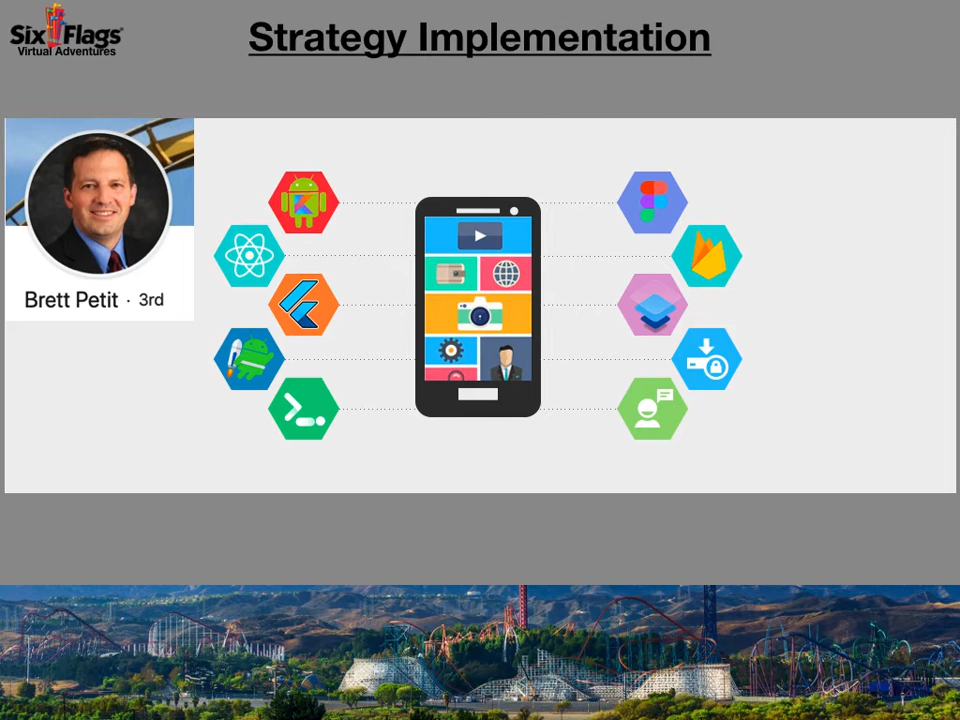 Six Flags
Virtual Adventures
Strategy Implementation
Brett Petit · 3rd